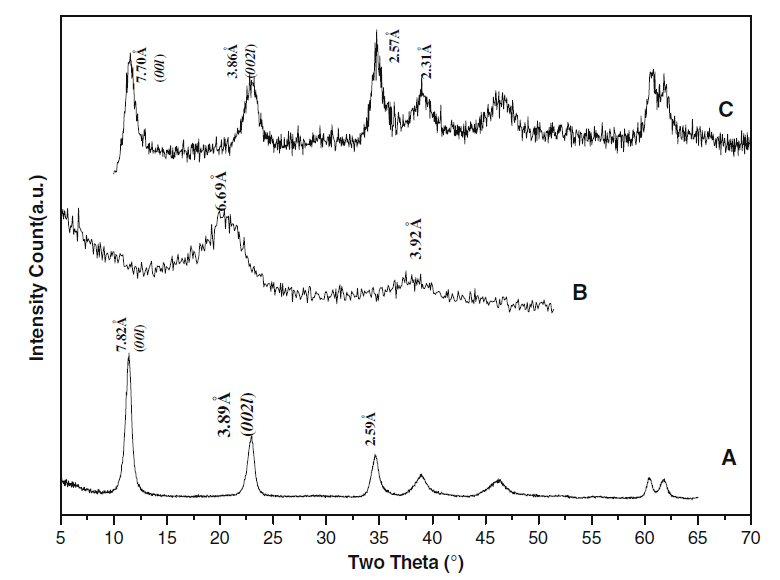 7.70Å
(00l)
3.86Å
(002l)
2.57Å
2.31Å
C
6.69Å
3.92Å
B
7.82Å
(00l)
3.89Å
(002l)
2.59Å
A
Intensity Count(a.u.)
5 10 15 20 25 30 35 40 45 50 55 60 65 70
Two Theta (°)